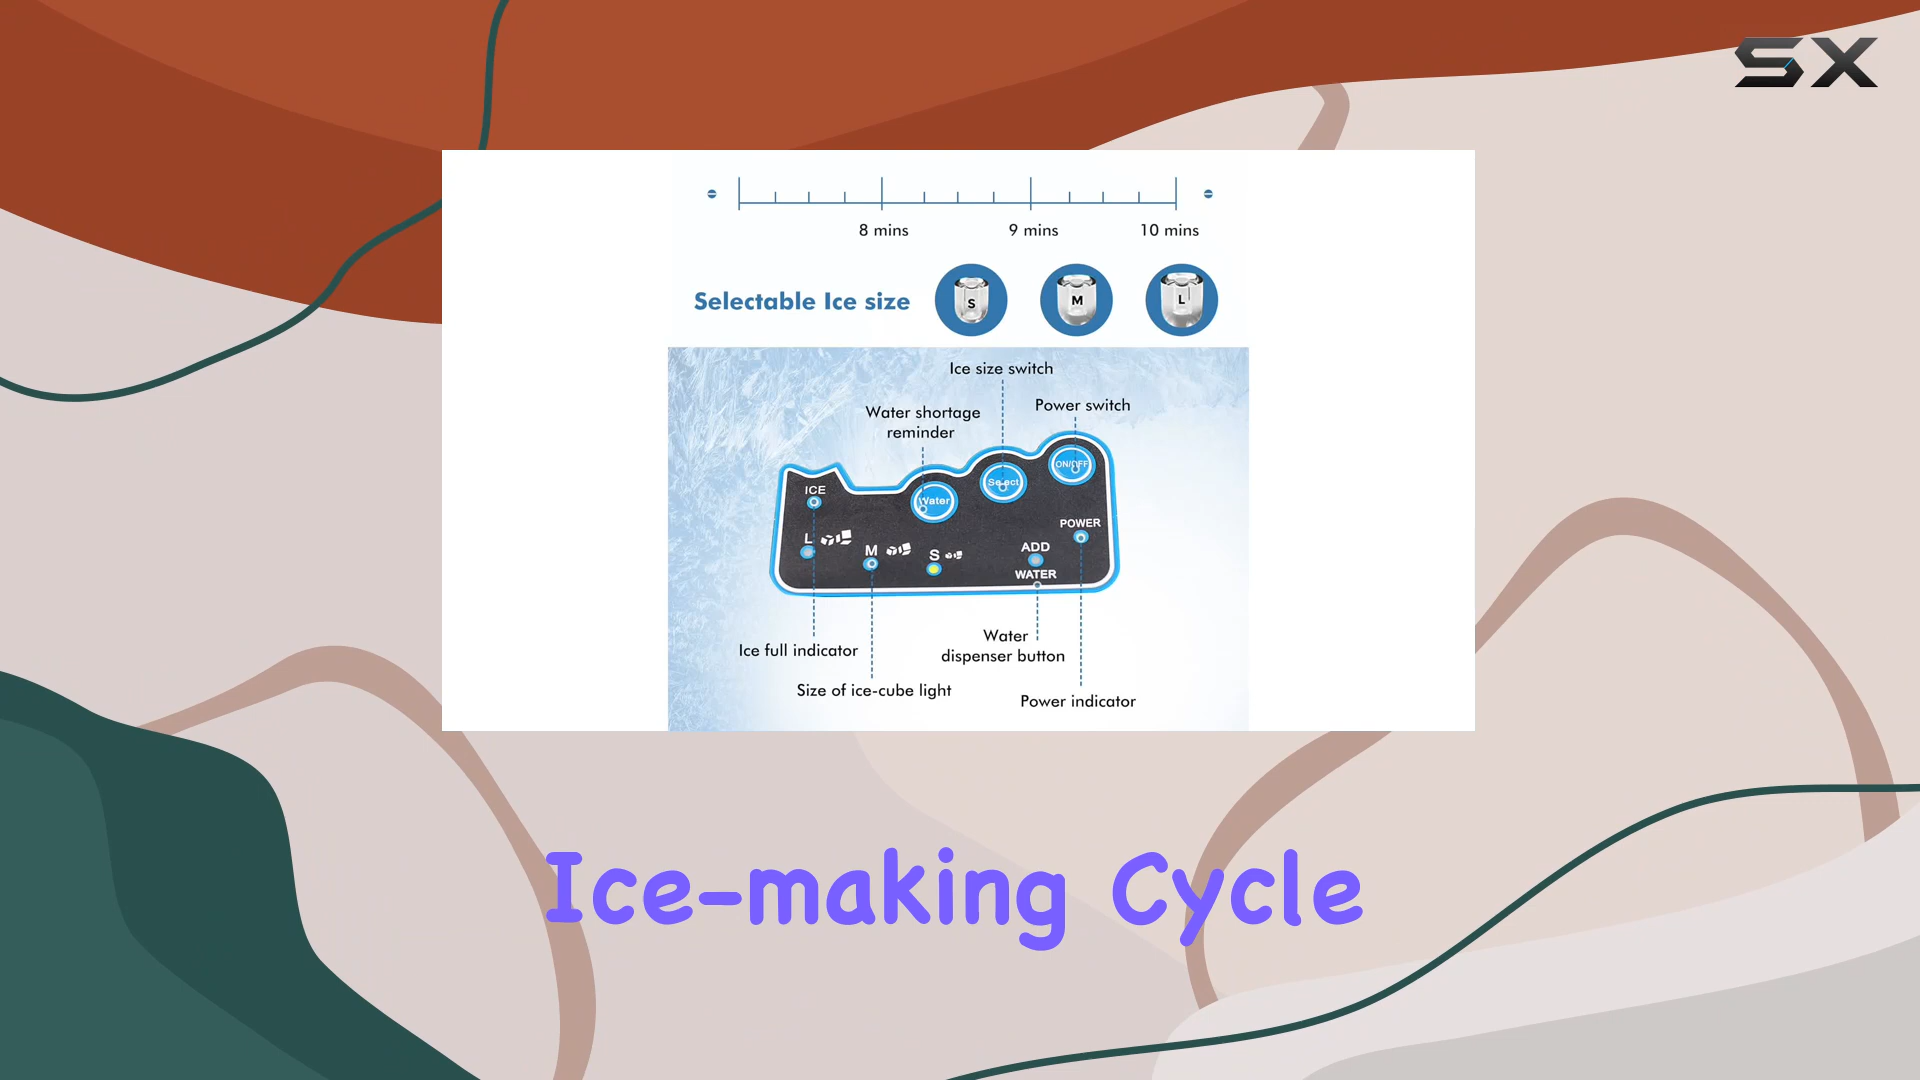 SX
8 mins 9 mins 10 mins
Selectable Ice size S M L
Ice size switch
Power switch
Water shortage
reminder
ON/OFF
Select
Water
ICE
POWER
L
M
S
ADD
WATER
Water
dispenser button
Ice full indicator
Size of ice-cube light
Power indicator
Ice-making Cycle